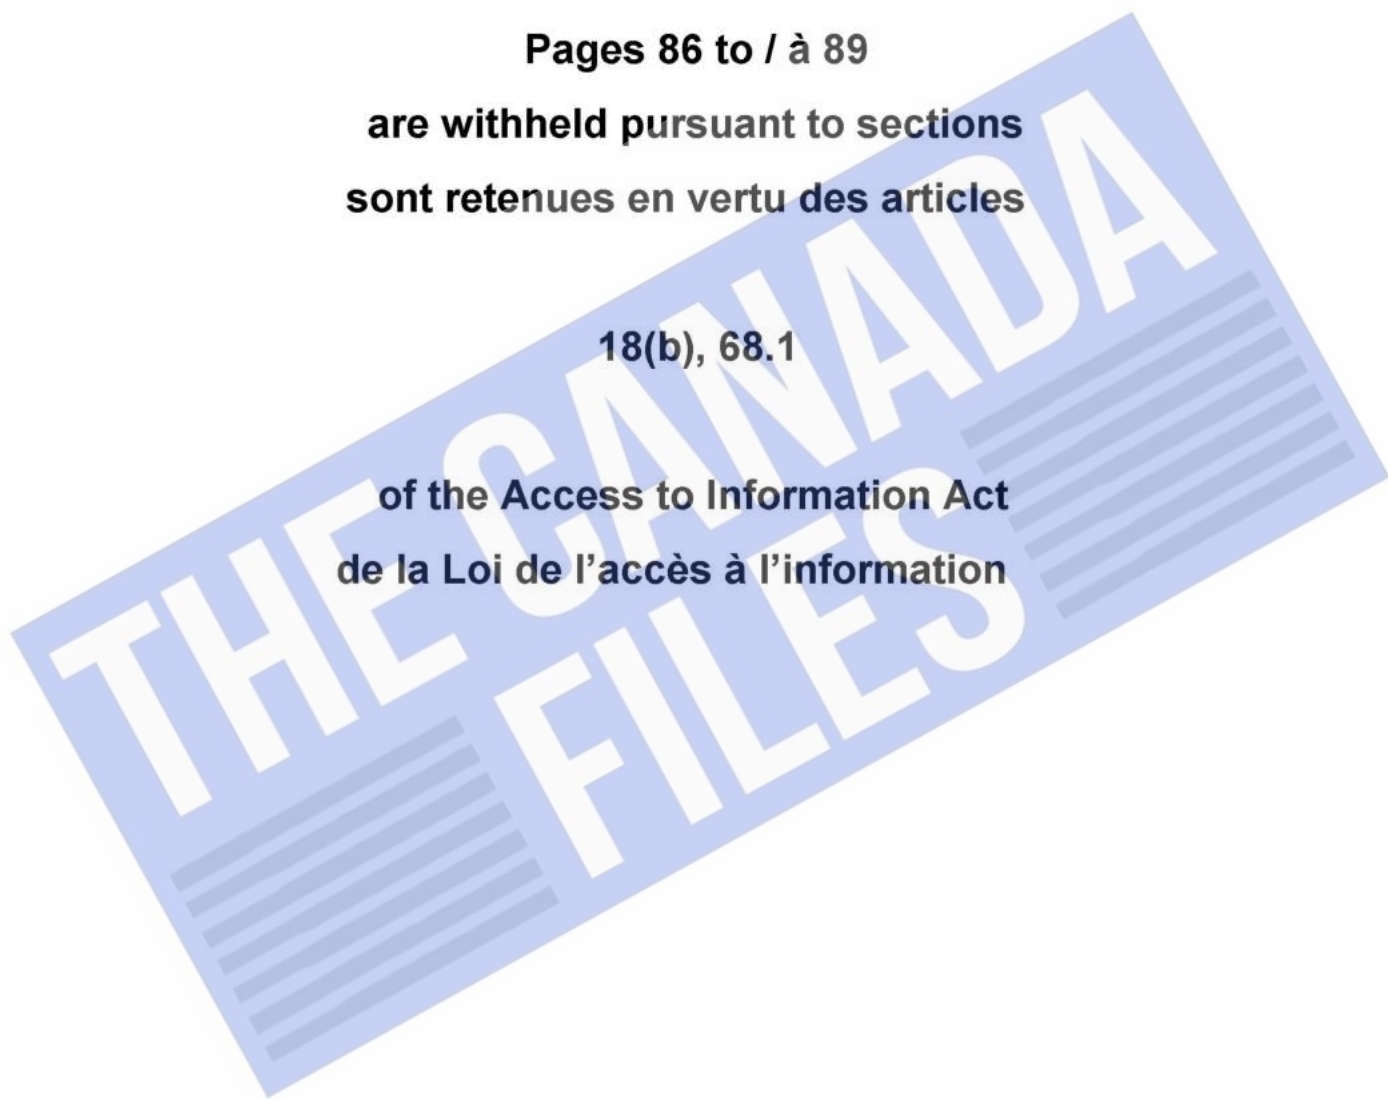 Pages 86 to / à 89
are withheld pursuant to sections
sont retenues en vertu des articles
18(b), 68.1
of the Access to Information Act
de la Loi de l’accès à l’information
THE CANADA
FILES